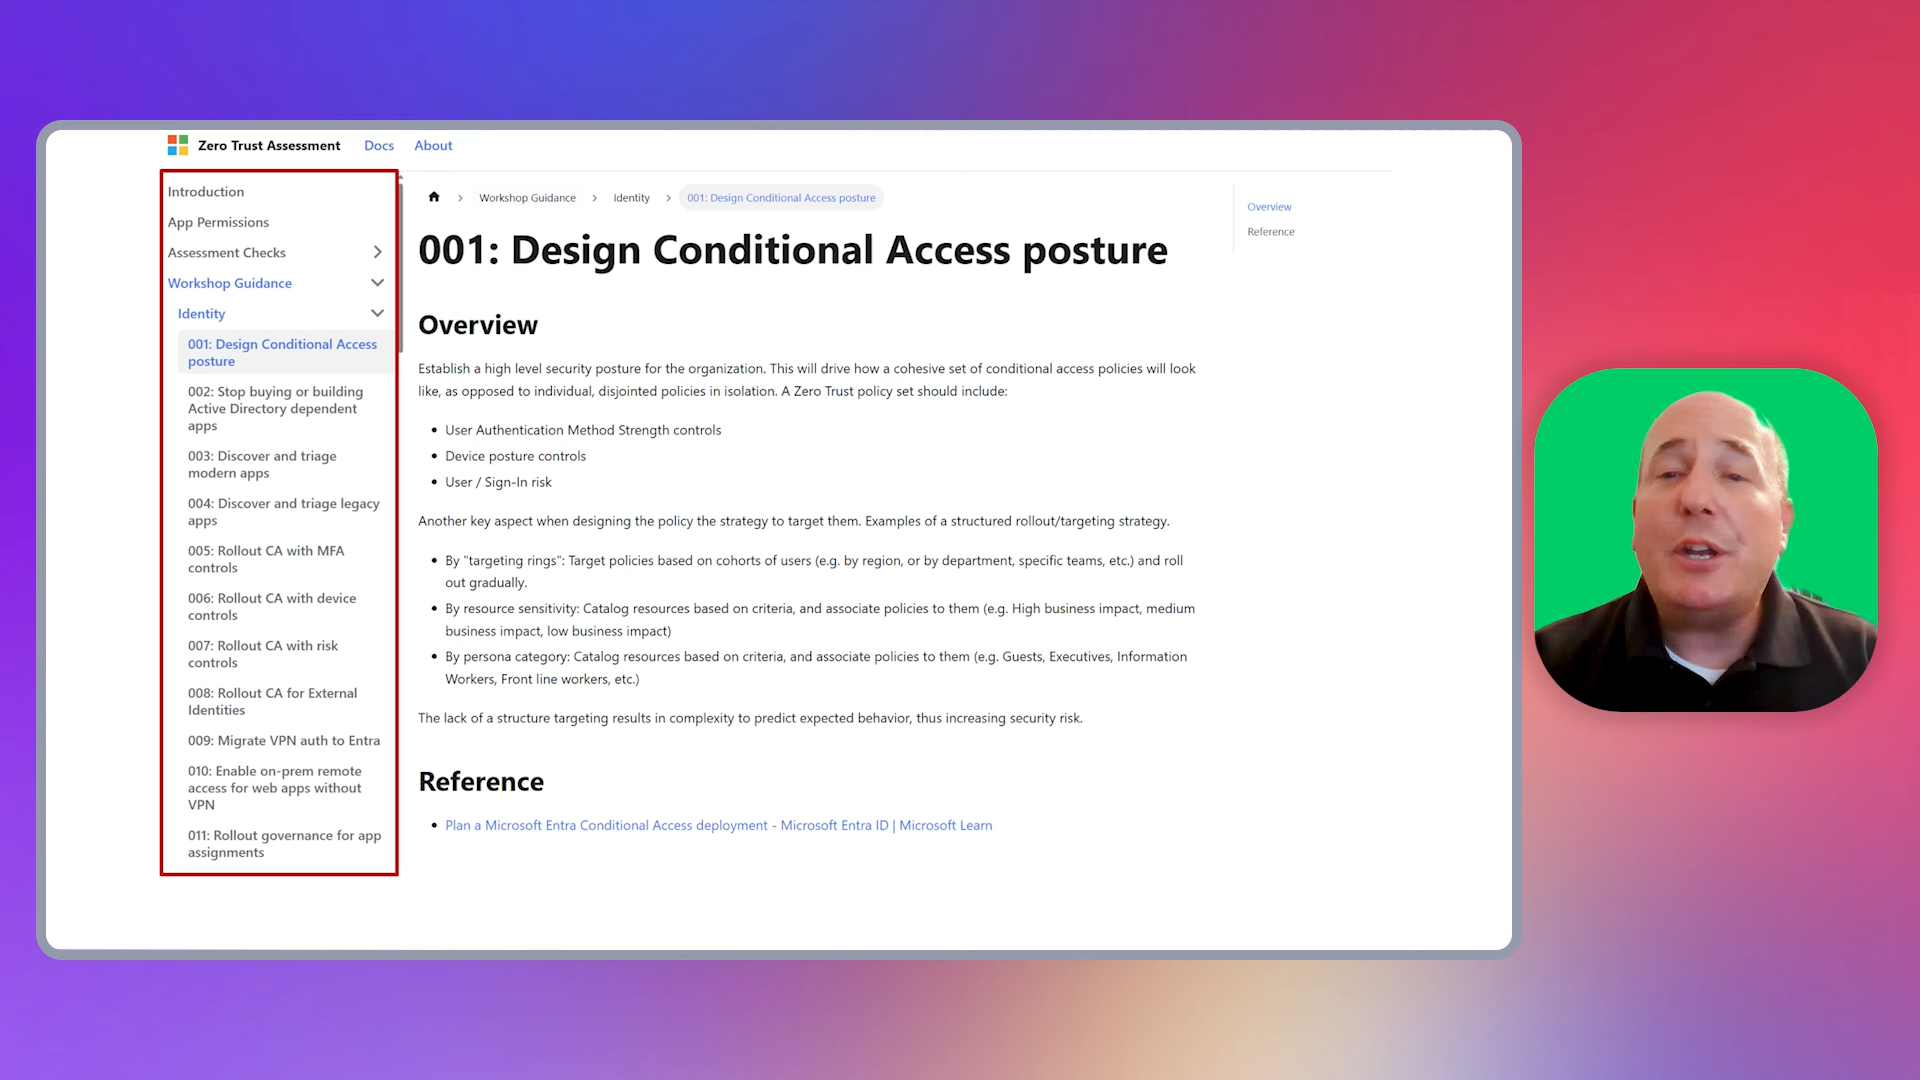 Zero Trust Assessment Docs About
Introduction
App Permissions
Assessment Checks
Workshop Guidance
Identity
001: Design Conditional Access
posture
002: Stop buying or building
Active Directory dependent
apps
003: Discover and triage
modern apps
004: Discover and triage legacy
apps
005: Rollout CA with MFA
controls
006: Rollout CA with device
controls
007: Rollout CA with risk
controls
008: Rollout CA for External
Identities
009: Migrate VPN auth to Entra
010: Enable on-prem remote
access for web apps without
VPN
011: Rollout governance for app
assignments
Workshop Guidance Identity 001: Design Conditional Access posture
001: Design Conditional Access posture
Overview
Establish a high level security posture for the organization. This will drive how a cohesive set of conditional access policies will look
like, as opposed to individual, disjointed policies in isolation. A Zero Trust policy set should include:
• User Authentication Method Strength controls
• Device posture controls
• User / Sign-In risk
Another key aspect when designing the policy the strategy to target them. Examples of a structured rollout/targeting strategy.
• By "targeting rings": Target policies based on cohorts of users (e.g. by region, or by department, specific teams, etc.) and roll
out gradually.
• By resource sensitivity: Catalog resources based on criteria, and associate policies to them (e.g. High business impact, medium
business impact, low business impact)
• By persona category: Catalog resources based on criteria, and associate policies to them (e.g. Guests, Executives, Information
Workers, Front line workers, etc.)
The lack of a structure targeting results in complexity to predict expected behavior, thus increasing security risk.
Reference
• Plan a Microsoft Entra Conditional Access deployment - Microsoft Entra ID | Microsoft Learn
Overview
Reference